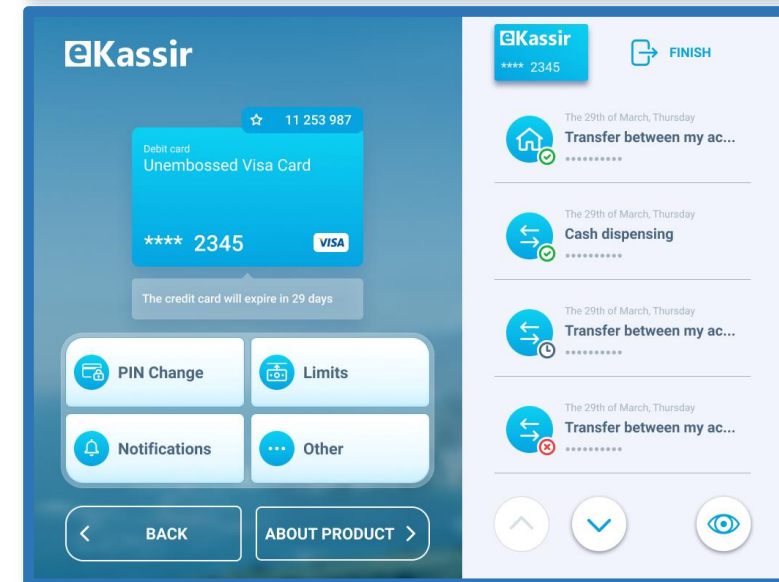 eKassir
11 253 987
Debit card
Unembossed Visa Card
**** 2345
VISA
The credit card will expire in 29 days
PIN Change
Limits
Notifications
Other
BACK
ABOUT PRODUCT
eKassir
**** 2345
FINISH
The 29th of March, Thursday
Transfer between my ac...
••••••••••
The 29th of March, Thursday
Cash dispensing
••••••••••
The 29th of March, Thursday
Transfer between my ac...
••••••••••
The 29th of March, Thursday
Transfer between my ac...
••••••••••